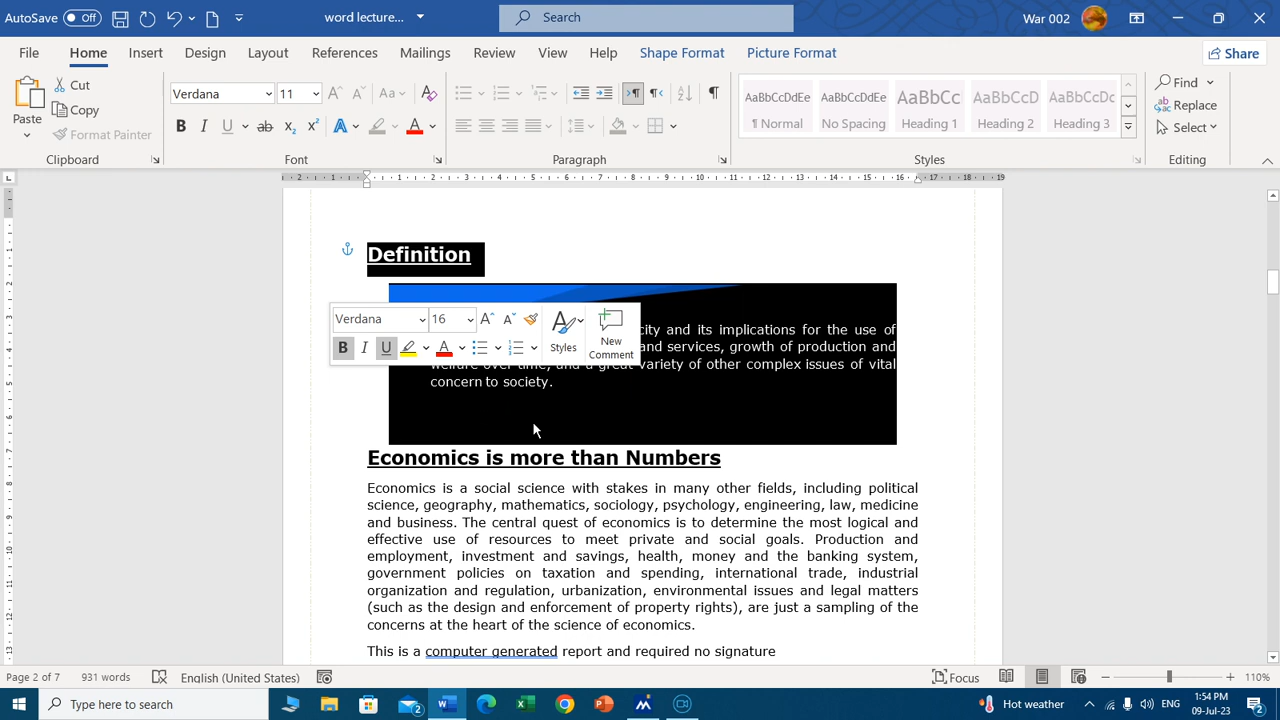 AutoSave Off word lecture... Search War 002
File Home Insert Design Layout References Mailings Review View Help Shape Format Picture Format Share
Paste Cut Copy Format Painter Clipboard
Verdana 11 Aa Font
Paragraph
AaBbCcDdEe ¶ Normal AaBbCcDdEe No Spacing AaBbCc Heading 1 AaBbCcD Heading 2 AaBbCcDc Heading 3 Styles
Find Replace Select Editing
Definition
Verdana 16 Styles New Comment
city and its implications for the use of
and services, growth of production and
welfare over time, and a great variety of other complex issues of vital
concern to society.
Economics is more than Numbers
Economics is a social science with stakes in many other fields, including political
science, geography, mathematics, sociology, psychology, engineering, law, medicine
and business. The central quest of economics is to determine the most logical and
effective use of resources to meet private and social goals. Production and
employment, investment and savings, health, money and the banking system,
government policies on taxation and spending, international trade, industrial
organization and regulation, urbanization, environmental issues and legal matters
(such as the design and enforcement of property rights), are just a sampling of the
concerns at the heart of the science of economics.
This is a computer generated report and required no signature
Page 2 of 7 931 words English (United States) Focus 110%
Type here to search Hot weather ENG 1:54 PM 09-Jul-23